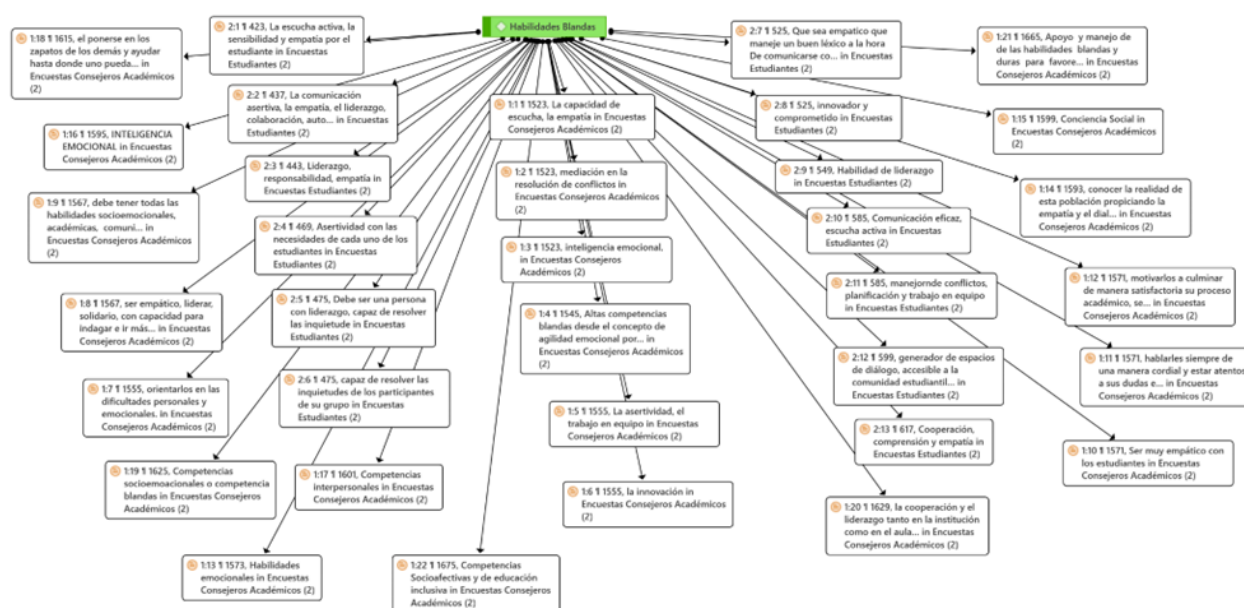 Habilidades Blandas
1:18 ¶ 1615, el ponerse en los
zapatos de los demás y ayudar
hasta donde uno pueda... in
Encuestas Consejeros Académicos
(2)
2:1 ¶ 423, La escucha activa, la
sensibilidad y empatía por el
estudiante in Encuestas
Estudiantes (2)
2:7 ¶ 525, Que sea empatico que
maneje un buen léxico a la hora
De comunicarse co... in Encuestas
Estudiantes (2)
1:21 ¶ 1665, Apoyo y manejo de
de las habilidades blandas y
duras para favore... in Encuestas
Consejeros Académicos (2)
2:2 ¶ 437, La comunicación
asertiva, la empatía, el liderazgo,
colaboración, auto... in Encuestas
Estudiantes (2)
1:1 ¶ 1523, La capacidad de
escucha, la empatía in Encuestas
Consejeros Académicos (2)
2:8 ¶ 525, innovador y
comprometido in Encuestas
Estudiantes (2)
1:15 ¶ 1599, Conciencia Social in
Encuestas Consejeros Académicos
(2)
1:16 ¶ 1595, INTELIGENCIA
EMOCIONAL in Encuestas
Consejeros Académicos (2)
2:3 ¶ 443, Liderazgo,
responsabilidad, empatía in
Encuestas Estudiantes (2)
1:2 ¶ 1523, mediación en la
resolución de conflictos in
Encuestas Consejeros Académicos
(2)
2:9 ¶ 549, Habilidad de liderazgo
in Encuestas Estudiantes (2)
1:14 ¶ 1593, conocer la realidad de
esta población propiciando la
empatía y el dial... in Encuestas
Consejeros Académicos (2)
1:9 ¶ 1567, debe tener todas las
habilidades socioemocionales,
académicas, comuni... in
Encuestas Consejeros Académicos
(2)
2:4 ¶ 469, Asertividad con las
necesidades de cada uno de los
estudiantes in Encuestas
Estudiantes (2)
1:3 ¶ 1523, inteligencia emocional,
in Encuestas Consejeros
Académicos (2)
2:10 ¶ 585, Comunicación eficaz,
escucha activa in Encuestas
Estudiantes (2)
1:12 ¶ 1571, motivarlos a culminar
de manera satisfactoria su proceso
académico, se... in Encuestas
Consejeros Académicos (2)
1:8 ¶ 1567, ser empático, liderar,
solidario, con capacidad para
indagar e ir más... in Encuestas
Consejeros Académicos (2)
2:5 ¶ 475, Debe ser una persona
con liderazgo, capaz de resolver
las inquietude in Encuestas
Estudiantes (2)
1:4 ¶ 1545, Altas competencias
blandas desde el concepto de
agilidad emocional por... in
Encuestas Consejeros Académicos
(2)
2:11 ¶ 585, manejornde conflictos,
planificación y trabajo en equipo
in Encuestas Estudiantes (2)
1:11 ¶ 1571, hablarles siempre de
una manera cordial y estar atentos
a sus dudas e... in Encuestas
Consejeros Académicos (2)
1:7 ¶ 1555, orientarlos en las
dificultades personales y
emocionales. in Encuestas
Consejeros Académicos (2)
2:6 ¶ 475, capaz de resolver las
inquietudes de los participantes
de su grupo in Encuestas
Estudiantes (2)
1:5 ¶ 1555, La asertividad, el
trabajo en equipo in Encuestas
Consejeros Académicos (2)
2:12 ¶ 599, generador de espacios
de diálogo, accesible a la
comunidad estudiantil... in
Encuestas Estudiantes (2)
2:13 ¶ 617, Cooperación,
comprensión y empatía in
Encuestas Estudiantes (2)
1:10 ¶ 1571, Ser muy empático con
los estudiantes in Encuestas
Consejeros Académicos (2)
1:19 ¶ 1625, Competencias
socioemoacionales o competencia
blandas in Encuestas Consejeros
Académicos (2)
1:17 ¶ 1601, Competencias
interpersonales in Encuestas
Consejeros Académicos (2)
1:6 ¶ 1555, la innovación in
Encuestas Consejeros Académicos
(2)
1:20 ¶ 1629, la cooperación y el
liderazgo tanto en la institución
como en el aula... in Encuestas
Consejeros Académicos (2)
1:13 ¶ 1573, Habilidades
emocionales in Encuestas
Consejeros Académicos (2)
1:22 ¶ 1675, Competencias
Socioafectivas y de educación
inclusiva in Encuestas Consejeros
Académicos (2)